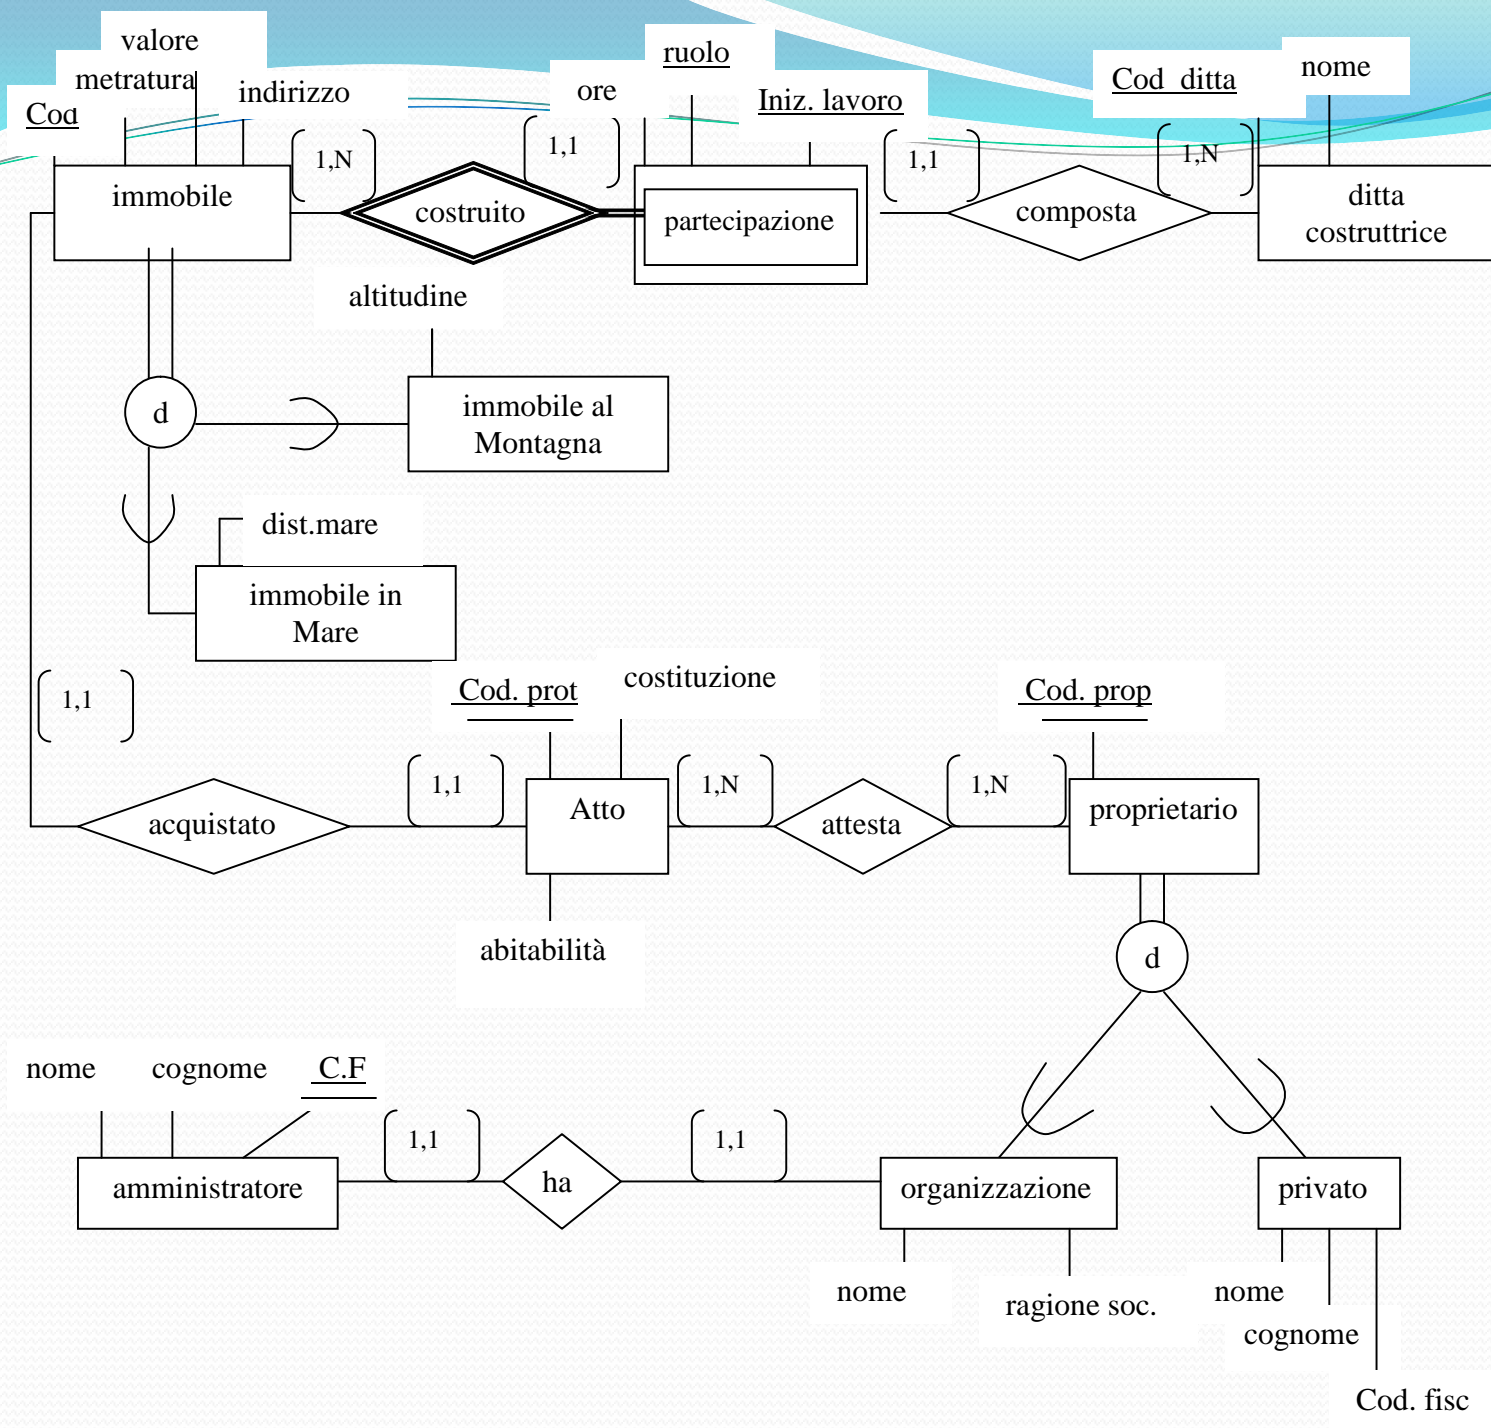 valore
metratura
Cod
indirizzo
ore
ruolo
Iniz. lavoro
Cod ditta
nome
1,N
1,1
1,1
1,N
immobile
costruito
partecipazione
composta
ditta
costruttrice
altitudine
d
immobile al
Montagna
dist.mare
immobile in
Mare
1,1
Cod. prot
costituzione
Cod. prop
1,1
1,N
1,N
acquistato
Atto
attesta
proprietario
abitabilità
d
nome
cognome
C.F
1,1
1,1
amministratore
ha
organizzazione
privato
nome
ragione soc.
nome
cognome
Cod. fisc